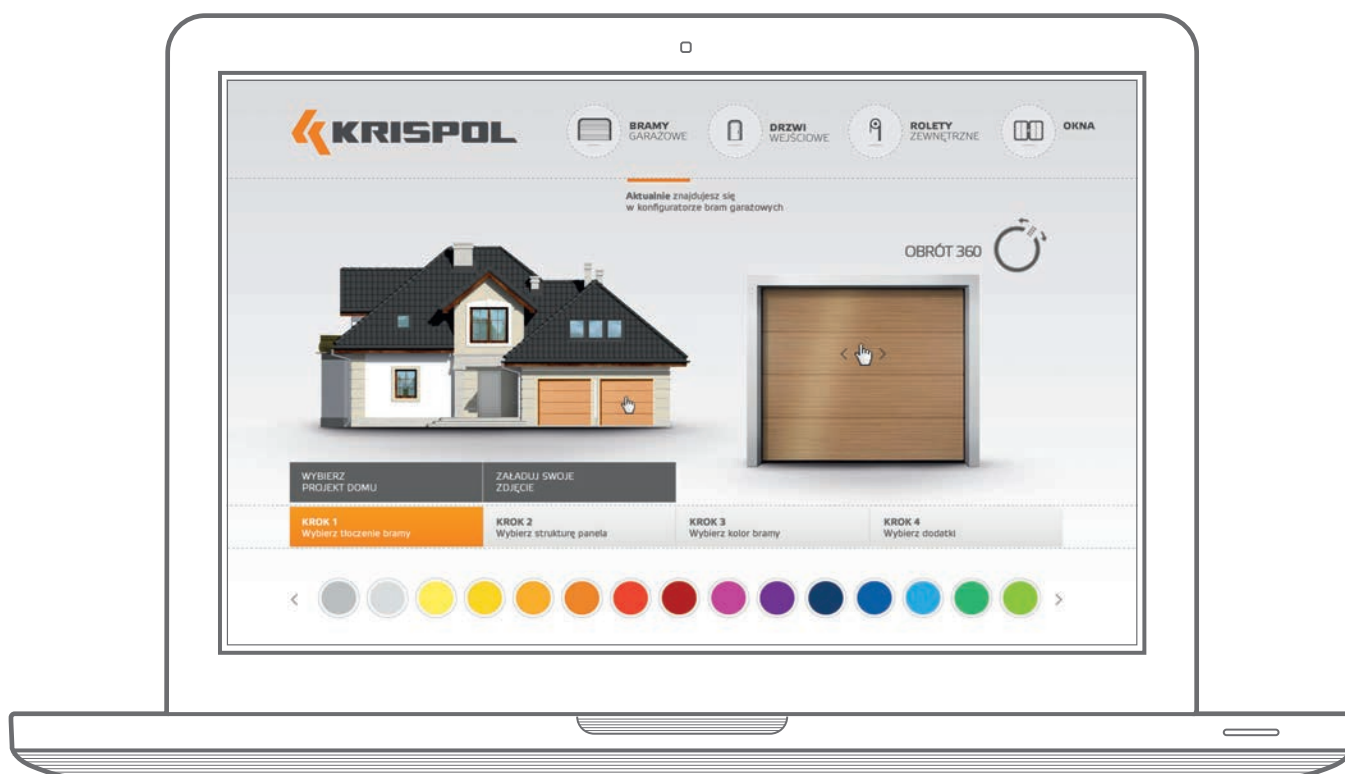 KRISPOL
BRAMY
GARAŻOWE
DRZWI
WEJŚCIOWE
ROLETY
ZEWNĘTRZNE
OKNA
Aktualnie znajdujesz się
w konfiguratorze bram garażowych
OBRÓT 360
WYBIERZ
PROJEKT DOMU
ZAŁADUJ SWOJE
ZDJĘCIE
KROK 1
Wybierz tłoczenie bramy
KROK 2
Wybierz strukturę panela
KROK 3
Wybierz kolor bramy
KROK 4
Wybierz dodatki